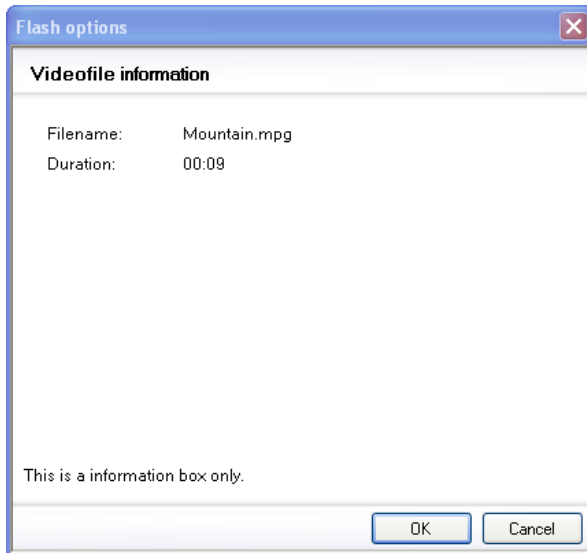 Flash options
Videofile information
Filename: Mountain.mpg
Duration: 00:09
This is a information box only.
OK Cancel